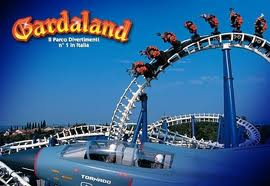 Gardaland
Il Parco Divertimenti
n° 1 in Italia
TORNADO